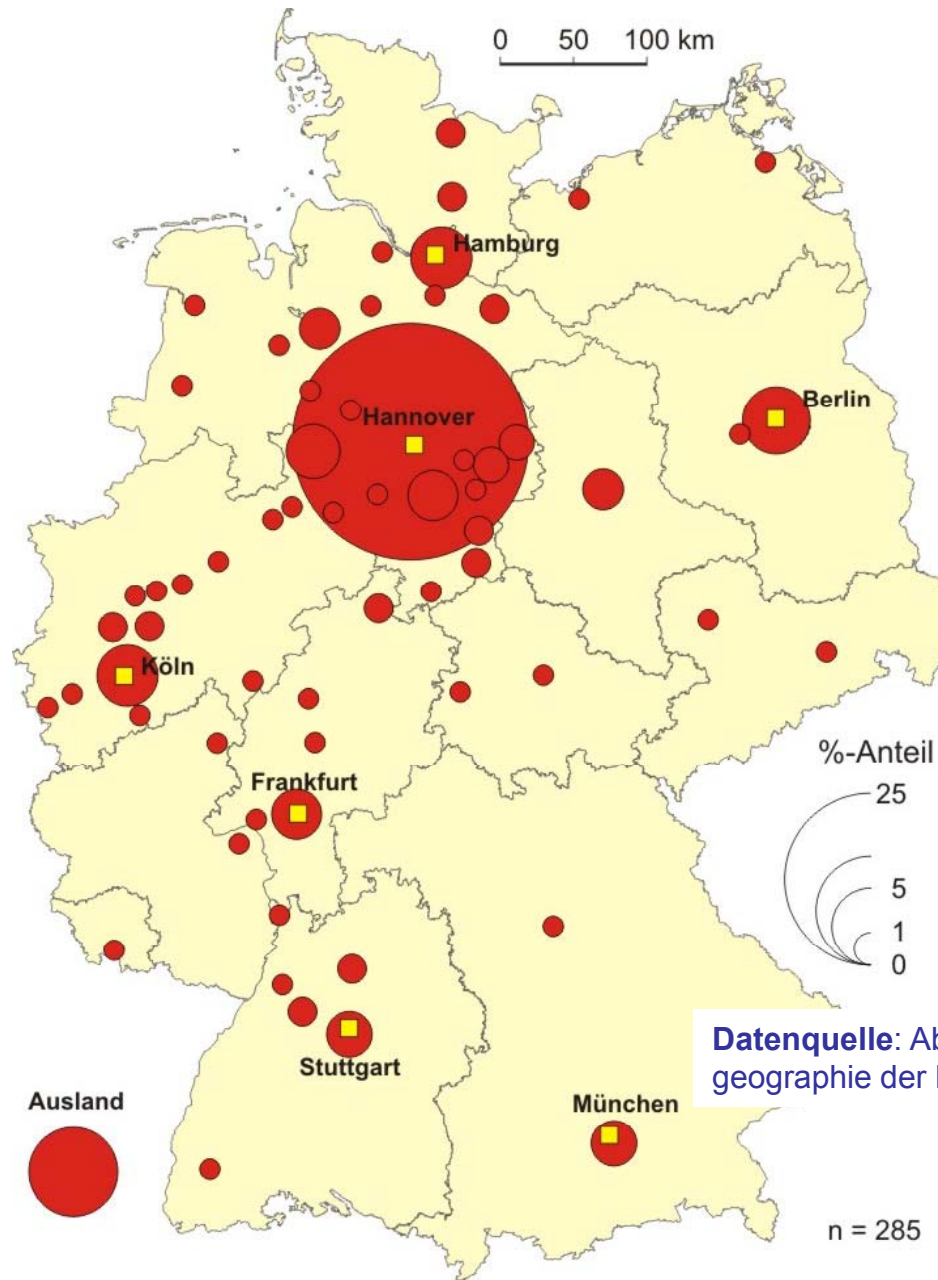 0 50 100 km
Hamburg
Hannover
Berlin
Köln
%-Anteil
25
Frankfurt
5
1
0
Datenquelle: Ab
geographie der
Stuttgart
Ausland
München
n = 285